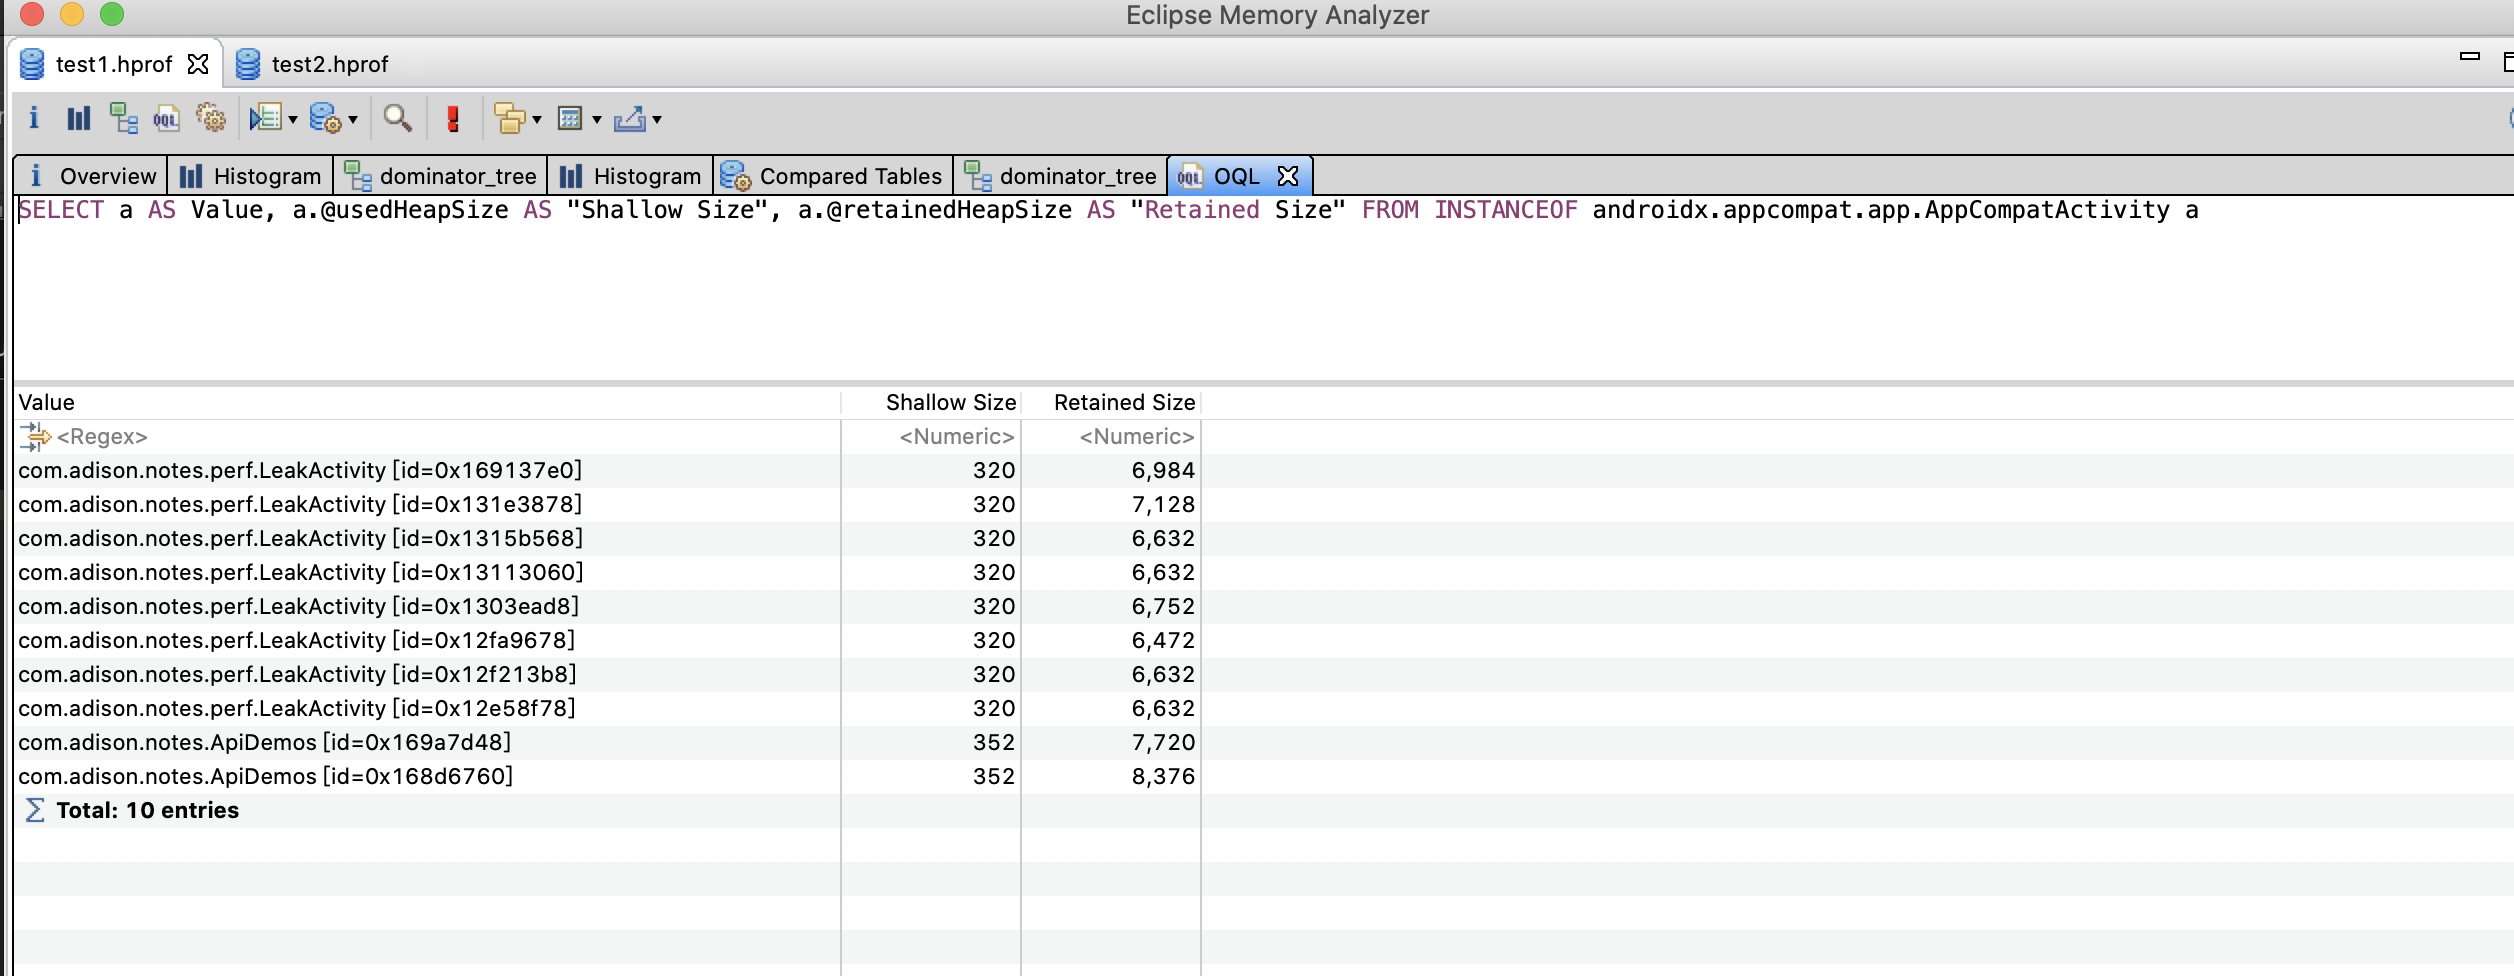 Eclipse Memory Analyzer
test1.hprof test2.hprof
i OQL !
i Overview Histogram dominator_tree Histogram Compared Tables dominator_tree OQL
SELECT a AS Value, a.@usedHeapSize AS "Shallow Size", a.@retainedHeapSize AS "Retained Size" FROM INSTANCEOF androidx.appcompat.app.AppCompatActivity a
Value Shallow Size Retained Size
<Regex> <Numeric> <Numeric>
com.adison.notes.perf.LeakActivity [id=0x169137e0] 320 6,984
com.adison.notes.perf.LeakActivity [id=0x131e3878] 320 7,128
com.adison.notes.perf.LeakActivity [id=0x1315b568] 320 6,632
com.adison.notes.perf.LeakActivity [id=0x13113060] 320 6,632
com.adison.notes.perf.LeakActivity [id=0x1303ead8] 320 6,752
com.adison.notes.perf.LeakActivity [id=0x12fa9678] 320 6,472
com.adison.notes.perf.LeakActivity [id=0x12f213b8] 320 6,632
com.adison.notes.perf.LeakActivity [id=0x12e58f78] 320 6,632
com.adison.notes.ApiDemos [id=0x169a7d48] 352 7,720
com.adison.notes.ApiDemos [id=0x168d6760] 352 8,376
Σ Total: 10 entries